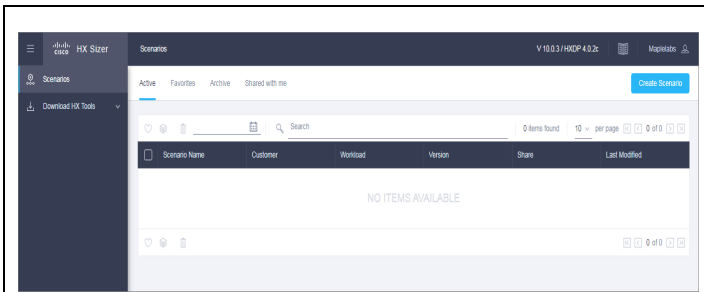 cisco HX Sizer
Scenarios
V 10.0.3 / HXDP 4.0.2c
Maplelabs
Scenarios
Download HX Tools
Active Favorites Archive Shared with me
Create Scenario
Search
0 items found 10 per page 0 of 0
Scenario Name Customer Workload Version Share Last Modified
NO ITEMS AVAILABLE
0 of 0